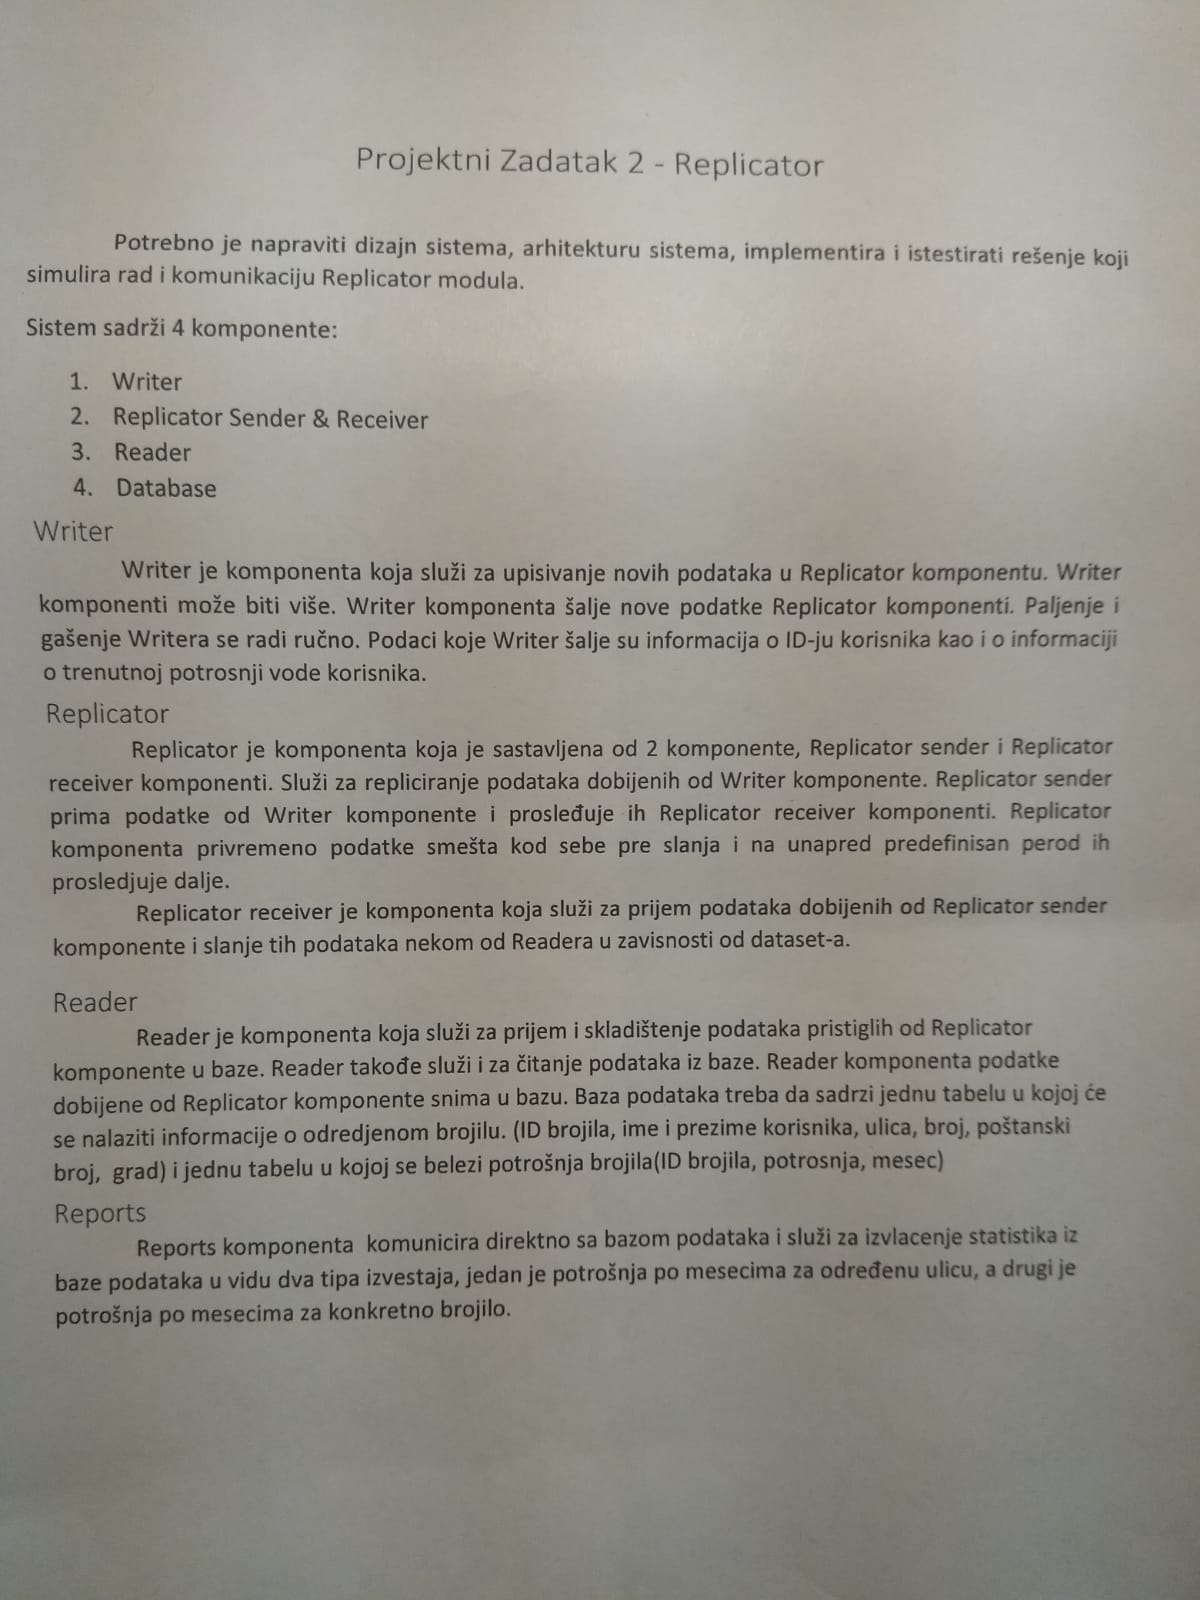 Projektni Zadatak 2 - Replicator
Potrebno je napraviti dizajn sistema, arhitekturu sistema, implementira i istestirati rešenje koji
simulira rad i komunikaciju Replicator modula.
Sistem sadrži 4 komponente:
1. Writer
2. Replicator Sender & Receiver
3. Reader
4. Database
Writer
Writer je komponenta koja služi za upisivanje novih podataka u Replicator komponentu. Writer
komponenti može biti više. Writer komponenta šalje nove podatke Replicator komponenti. Paljenje i
gašenje Writera se radi ručno. Podaci koje Writer šalje su informacija o ID-ju korisnika kao i o informaciji
o trenutnoj potrosnji vode korisnika.
Replicator
Replicator je komponenta koja je sastavljena od 2 komponente, Replicator sender i Replicator
receiver komponenti. Služi za repliciranje podataka dobijenih od Writer komponente. Replicator sender
prima podatke od Writer komponente i prosleđuje ih Replicator receiver komponenti. Replicator
komponenta privremeno podatke smešta kod sebe pre slanja i na unapred predefinisan perod ih
prosledjuje dalje.
Replicator receiver je komponenta koja služi za prijem podataka dobijenih od Replicator sender
komponente i slanje tih podataka nekom od Readera u zavisnosti od dataset-a.
Reader
Reader je komponenta koja služi za prijem i skladištenje podataka pristiglih od Replicator
komponente u baze. Reader takođe služi i za čitanje podataka iz baze. Reader komponenta podatke
dobijene od Replicator komponente snima u bazu. Baza podataka treba da sadrzi jednu tabelu u kojoj će
se nalaziti informacije o odredjenom brojilu. (ID brojila, ime i prezime korisnika, ulica, broj, poštanski
broj, grad) i jednu tabelu u kojoj se belezi potrošnja brojila(ID brojila, potrosnja, mesec)
Reports
Reports komponenta komunicira direktno sa bazom podataka i služi za izvlacenje statistika iz
baze podataka u vidu dva tipa izvestaja, jedan je potrošnja po mesecima za određenu ulicu, a drugi je
potrošnja po mesecima za konkretno brojilo.